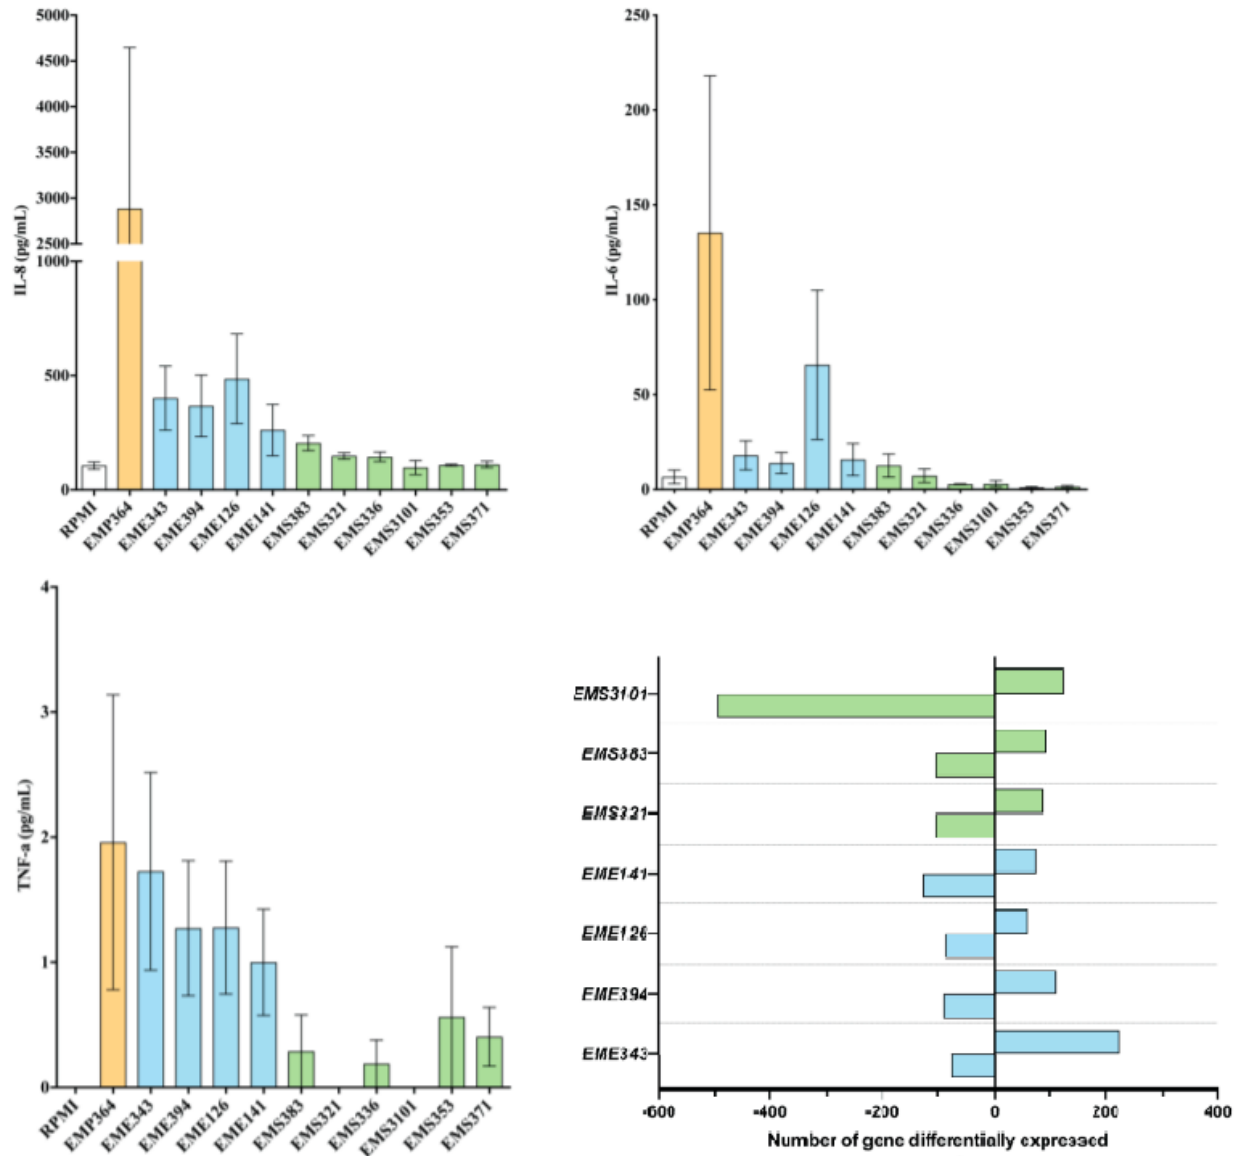 5000
4500
4000
3500
3000
2500
1000
500
0
IL-8 (pg/mL)
RPMI
EMP364
EME343
EME394
EME126
EME141
EMS383
EMS321
EMS336
EMS3101
EMS353
EMS371
250
200
150
100
50
0
IL-6 (pg/mL)
RPMI
EMP364
EME343
EME394
EME126
EME141
EMS383
EMS321
EMS336
EMS3101
EMS353
EMS371
4
3
2
1
0
TNF-a (pg/mL)
RPMI
EMP364
EME343
EME394
EME126
EME141
EMS383
EMS321
EMS336
EMS3101
EMS353
EMS371
EMS3101
EMS383
EMS321
EME141
EME126
EME394
EME343
-600 -400 -200 0 200 400
Number of gene differentially expressed